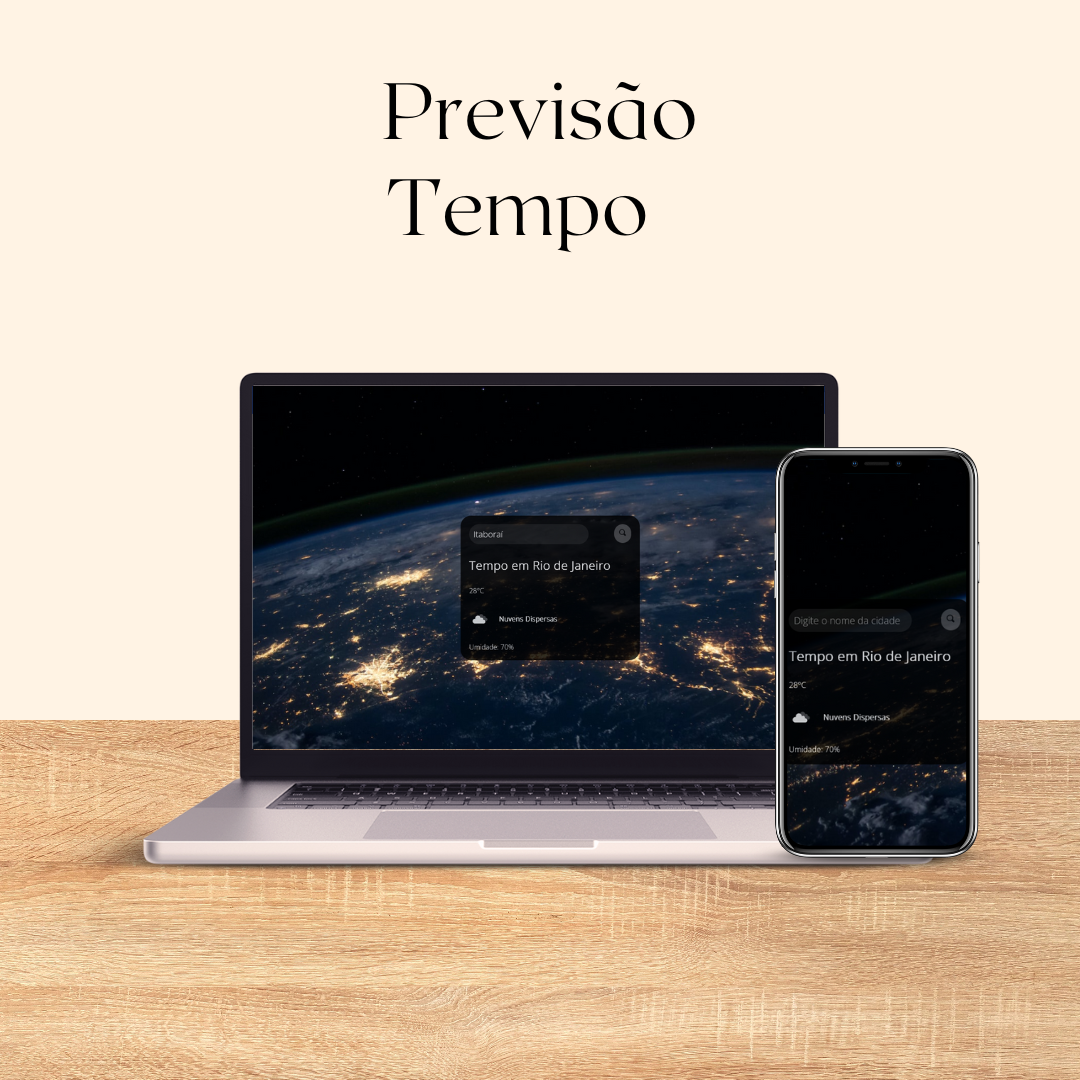 Previsão
Tempo
Itaboraí
Tempo em Rio de Janeiro
28°C
Nuvens Dispersas
Umidade: 70%
Digite o nome da cidade
Tempo em Rio de Janeiro
28°C
Nuvens Dispersas
Umidade: 70%